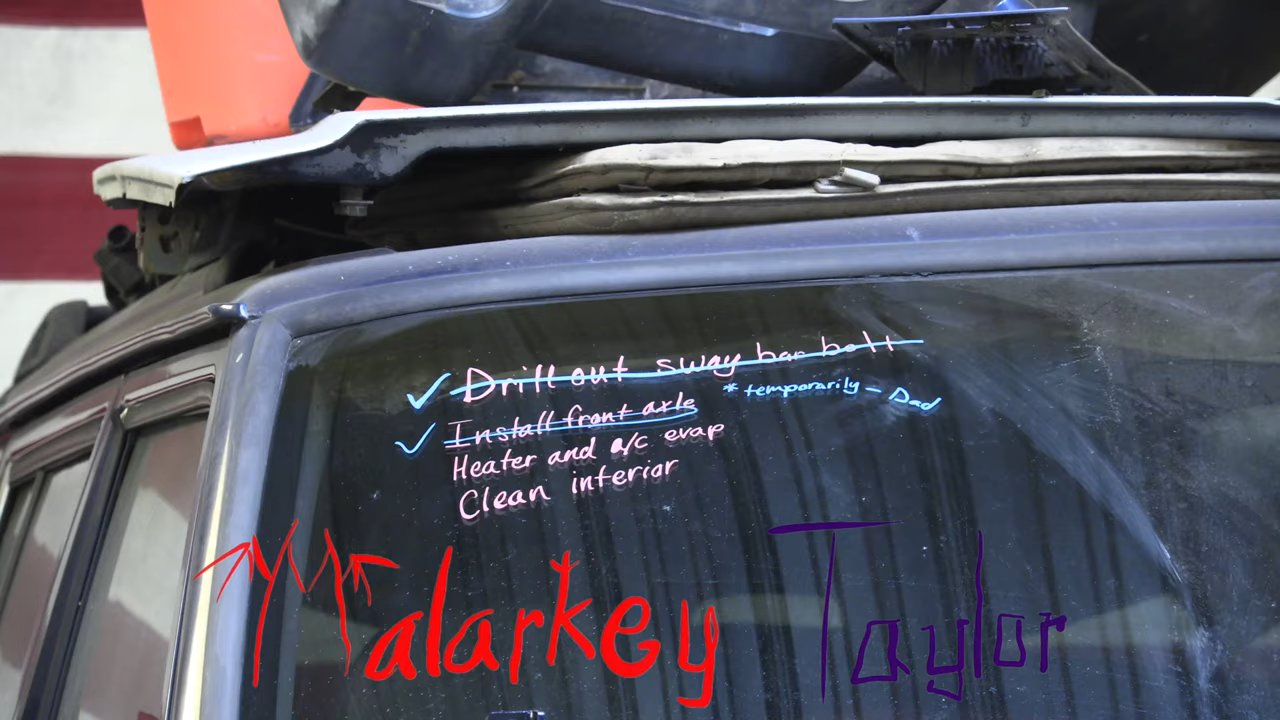 Drill out sway bar bolt
* temporarily - Dad
Install front axle
Heater and a/c evap
Clean interior
Malarkey Taylor